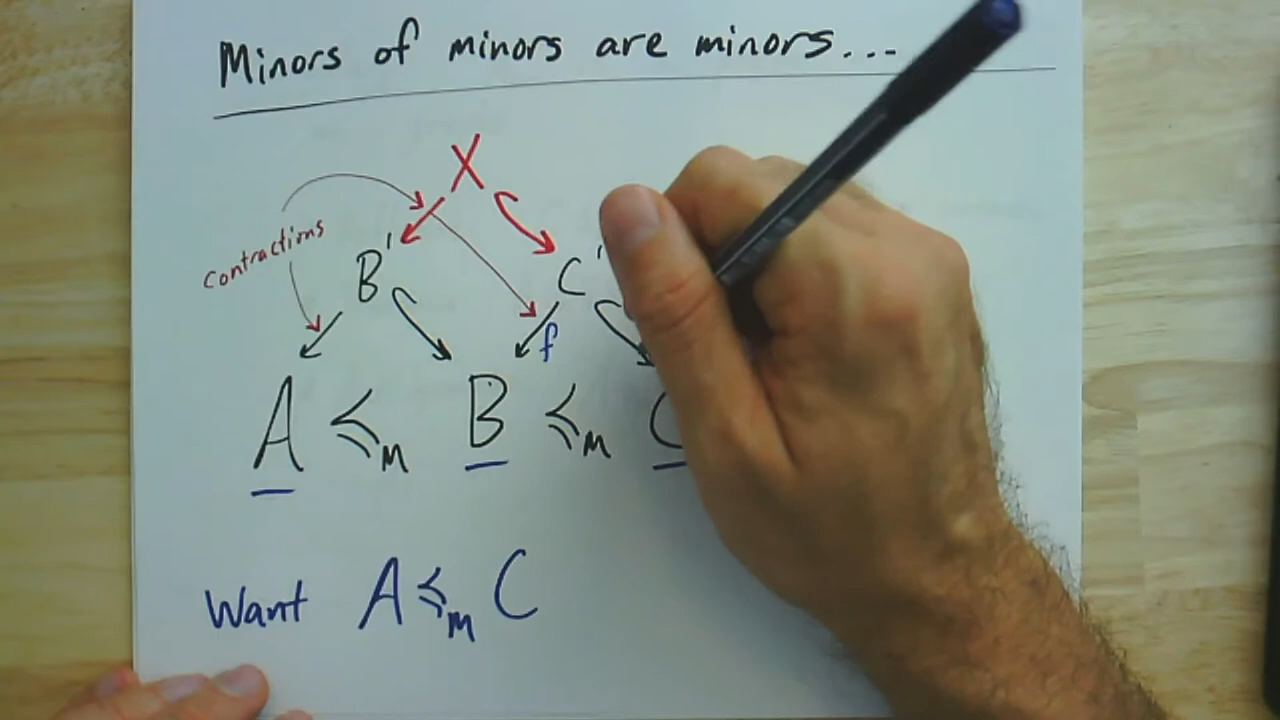 Minors of minors are minors...
X
contractions
B' C'
f
A ≤m B ≤m C
Want A ≤m C